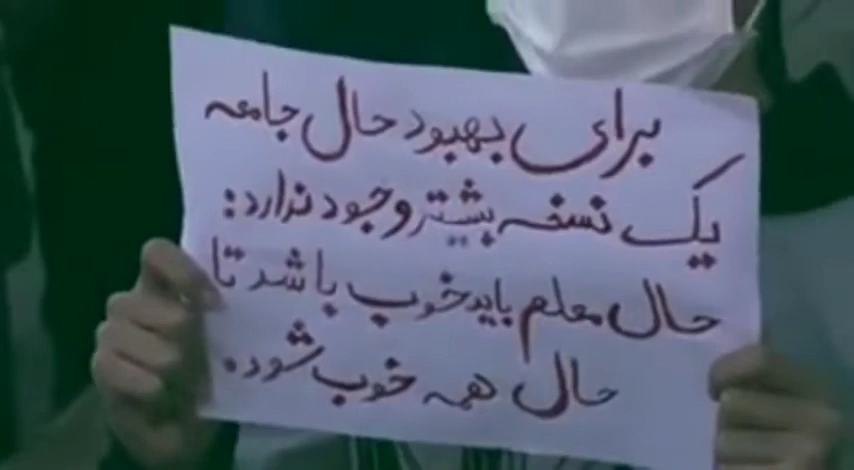 برای بهبود حال جامعه
یک نسخه بیشتر وجود ندارد:
حال معلم باید خوب باشد تا
حال همه خوب شود.